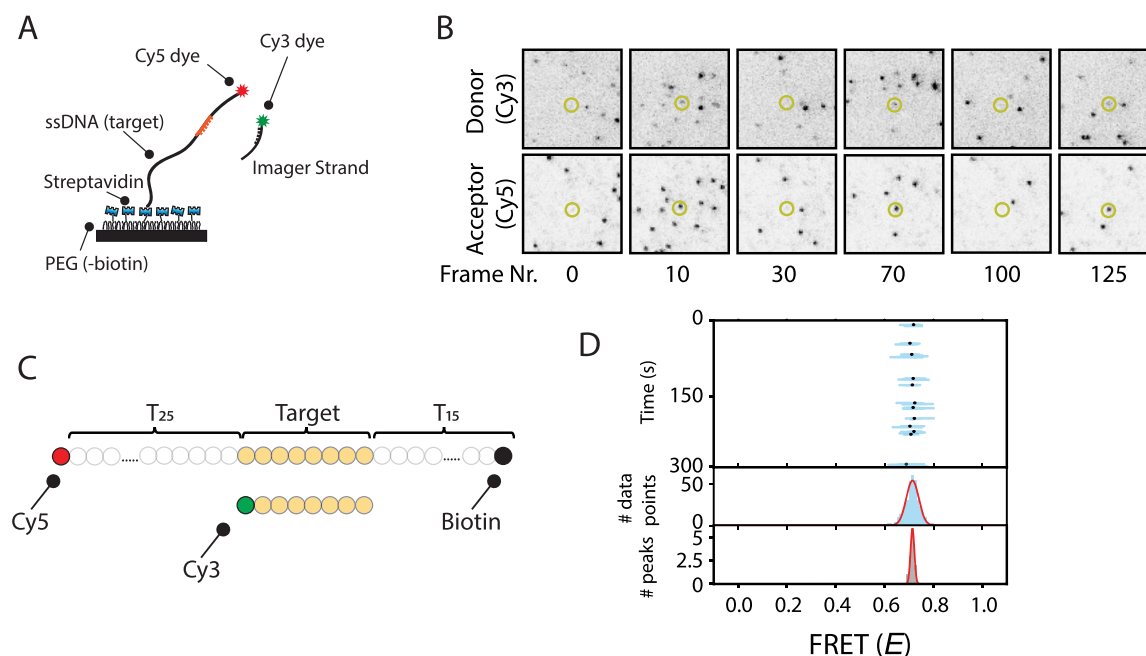 A
Cy5 dye
Cy3 dye
ssDNA (target)
Streptavidin
Imager Strand
PEG (-biotin)
B
Donor
(Cy3)
Acceptor
(Cy5)
Frame Nr. 0 10 30 70 100 125
C
T25 Target T15
Cy5
Cy3
Biotin
D
0
150
300
Time (s)
50
0
# data
points
5
2.5
0
# peaks
0.0 0.2 0.4 0.6 0.8 1.0
FRET (E)